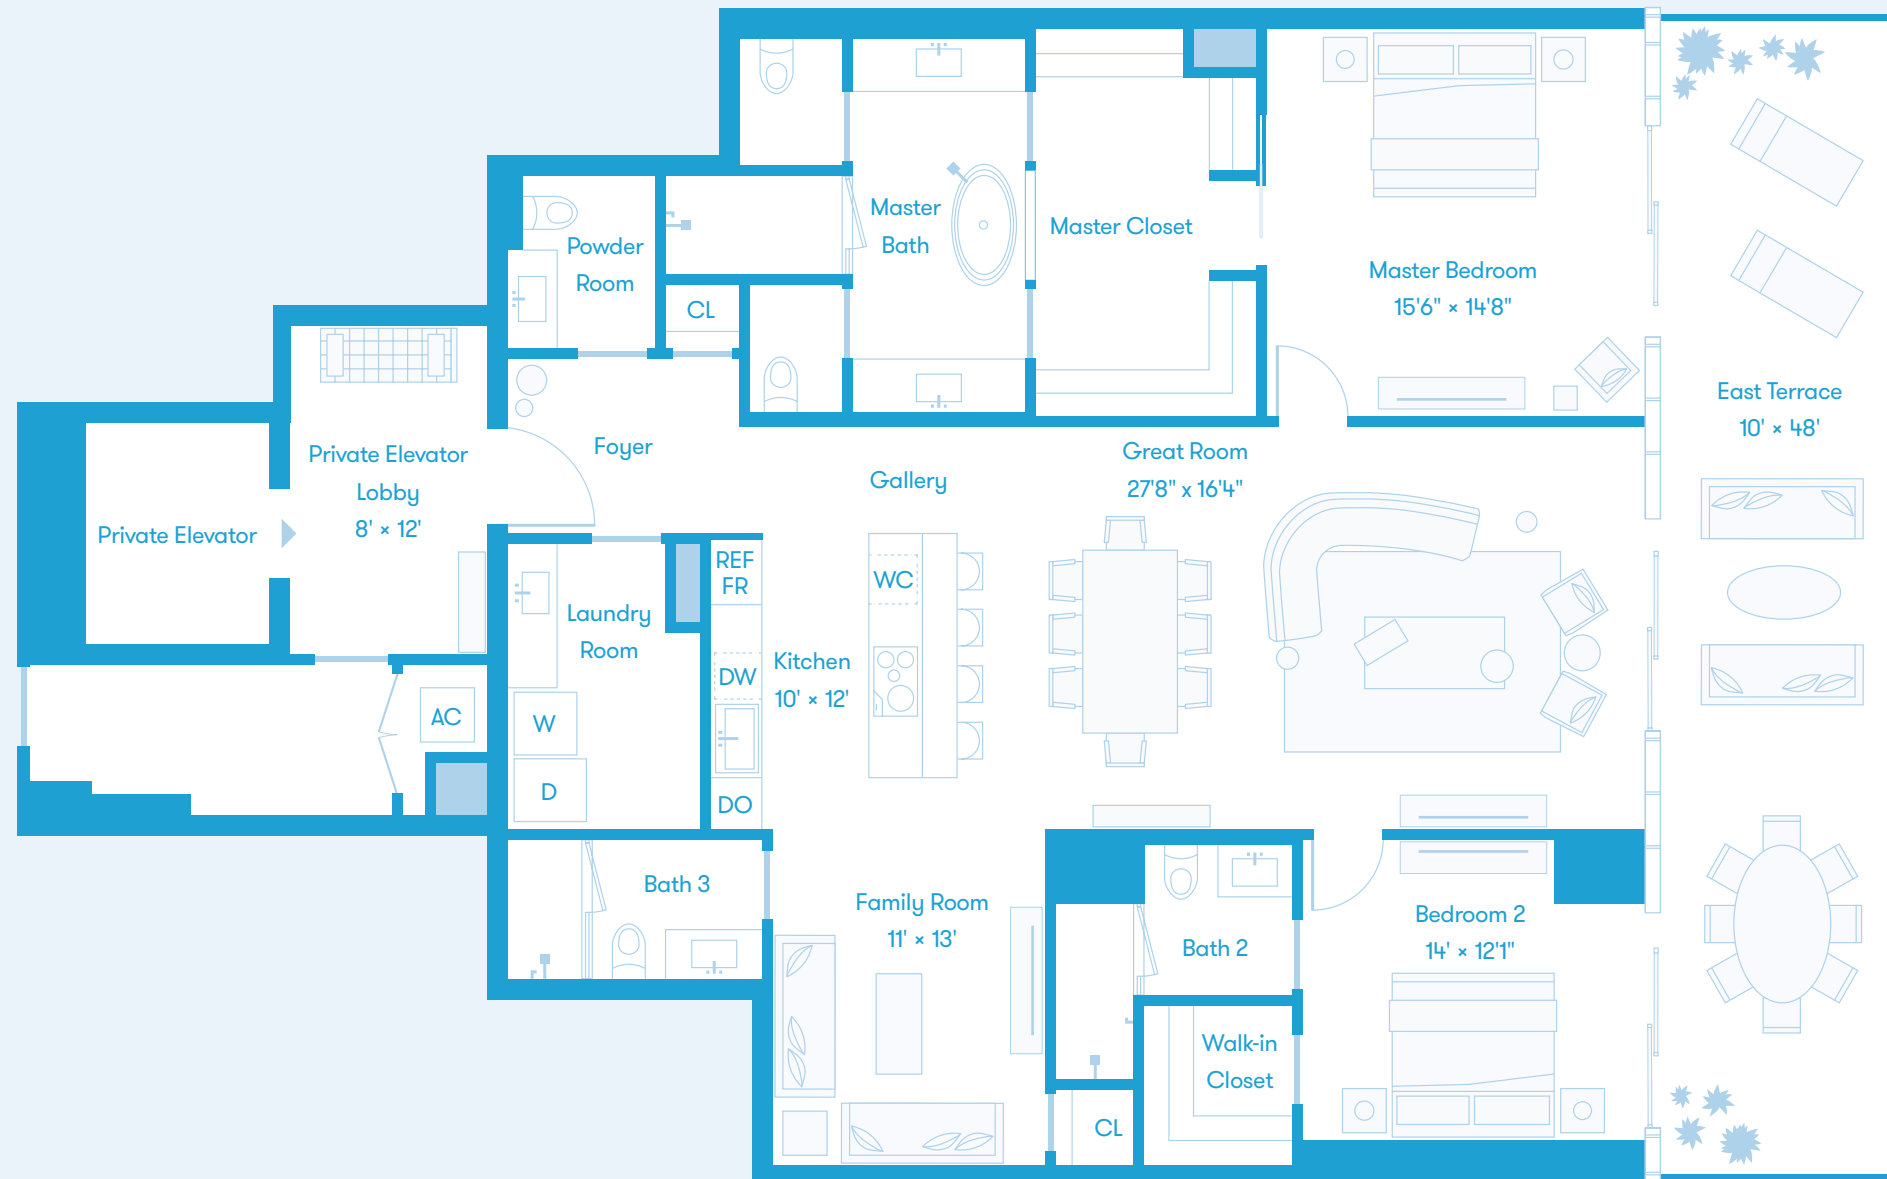 Master
Bath
Master Closet
Powder
Room
CL
Master Bedroom
15'6" × 14'8"
East Terrace
10' × 48'
Private Elevator
Lobby
8' × 12'
Private Elevator
Foyer
Gallery
Great Room
27'8" x 16'4"
REF
FR
WC
Laundry
Room
DW
Kitchen
10' × 12'
AC
W
D
DO
Bath 3
Family Room
11' × 13'
Bath 2
Bedroom 2
14' × 12'1"
Walk-in
Closet
CL